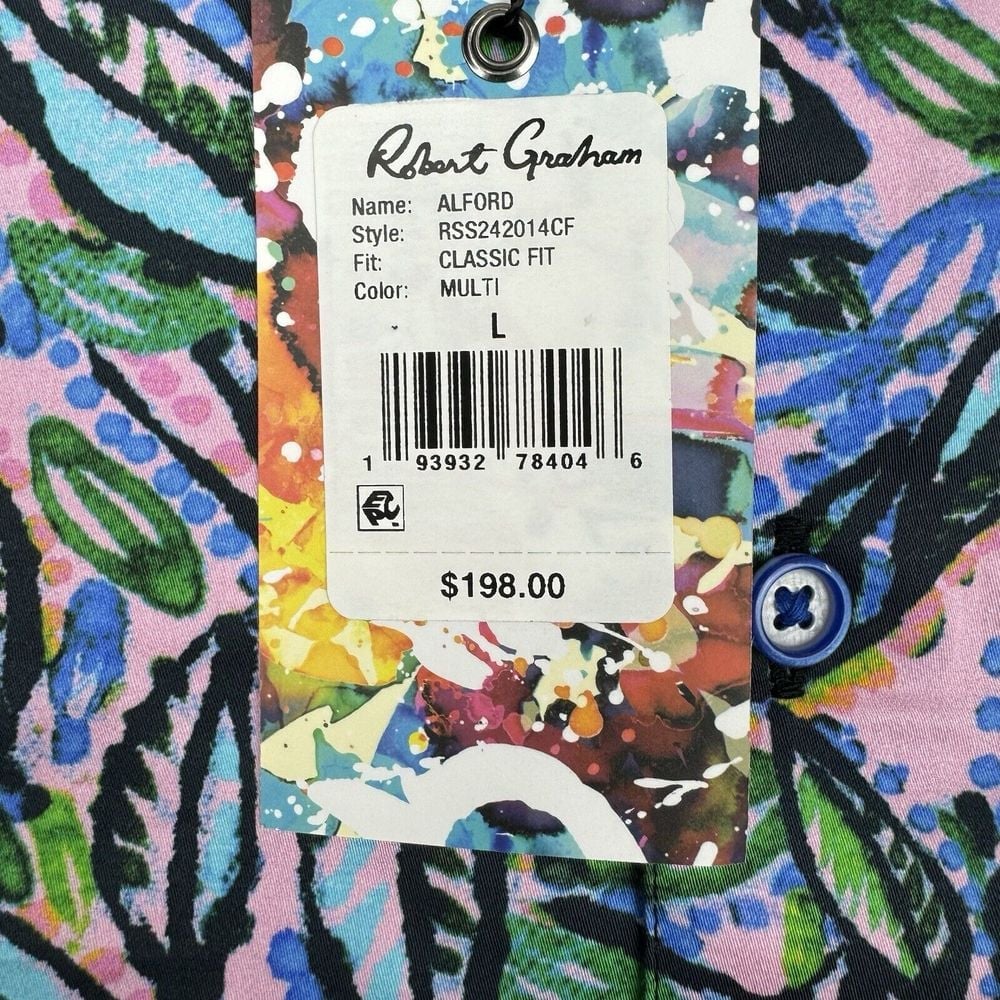 Robert Graham
Name: ALFORD
Style: RSS242014CF
Fit: CLASSIC FIT
Color: MULTI
L
1 93932 78404 6
$198.00